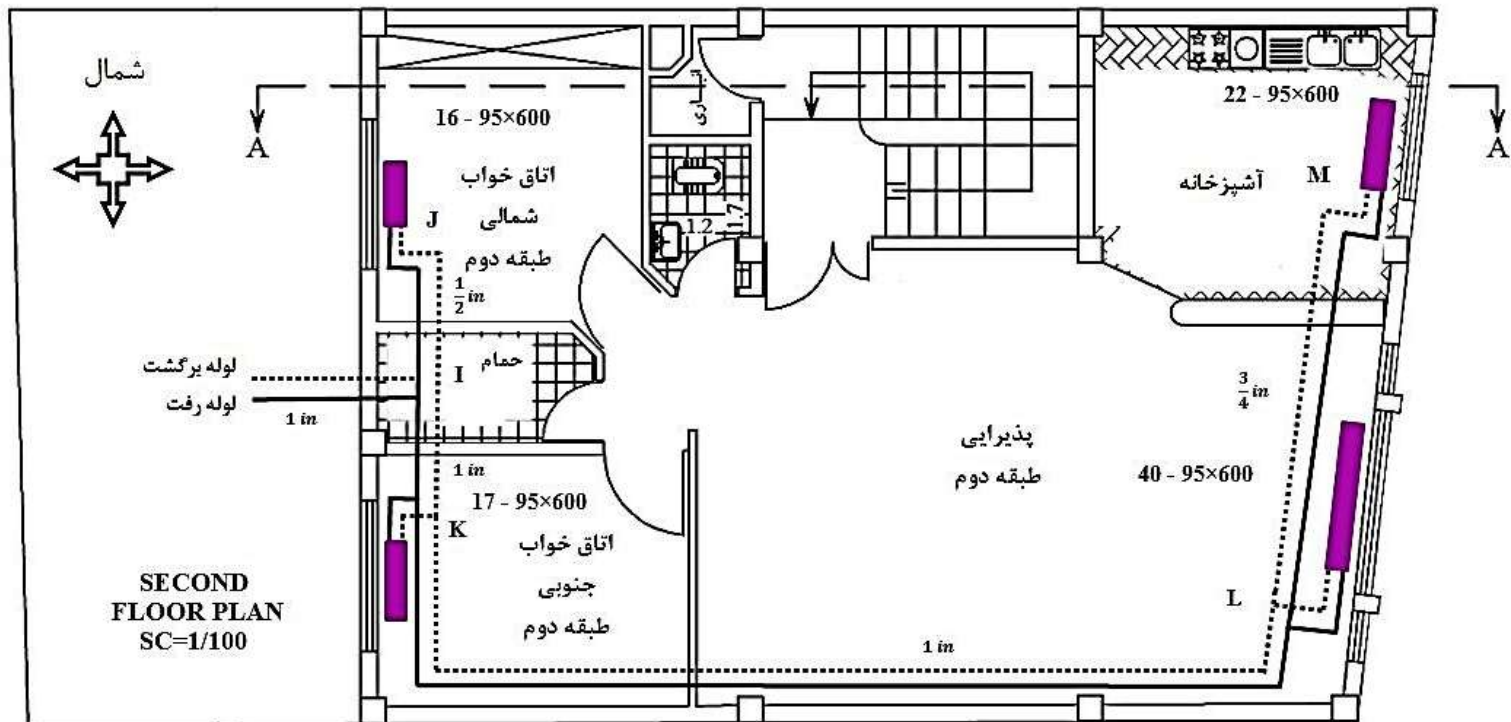 شمال
A
A
16 - 95×600
اتاق خواب
شمالی
طبقه دوم
J
1/2 in
انباری
1.2
1.7
22 - 95×600
آشپزخانه
M
لوله برگشت
لوله رفت
1 in
I
حمام
3/4 in
پذیرایی
طبقه دوم
40 - 95×600
1 in
17 - 95×600
K
اتاق خواب
جنوبی
طبقه دوم
L
1 in
SECOND
FLOOR PLAN
SC=1/100